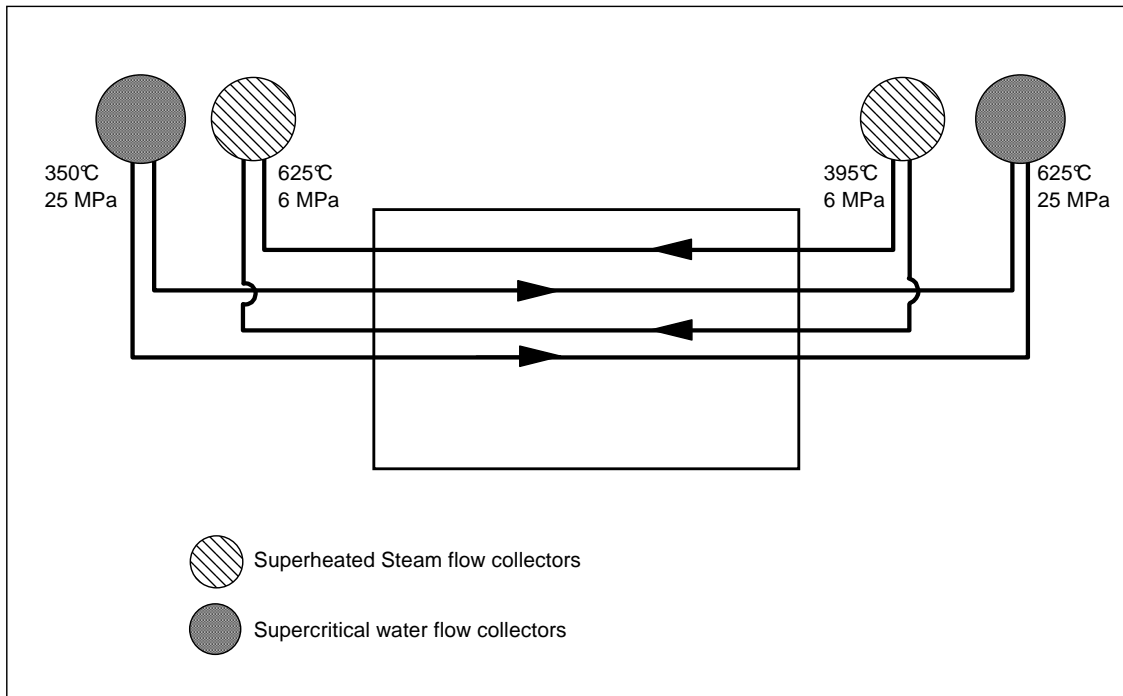 350℃
25 MPa
625℃
6 MPa
395℃
6 MPa
625℃
25 MPa
Superheated Steam flow collectors
Supercritical water flow collectors